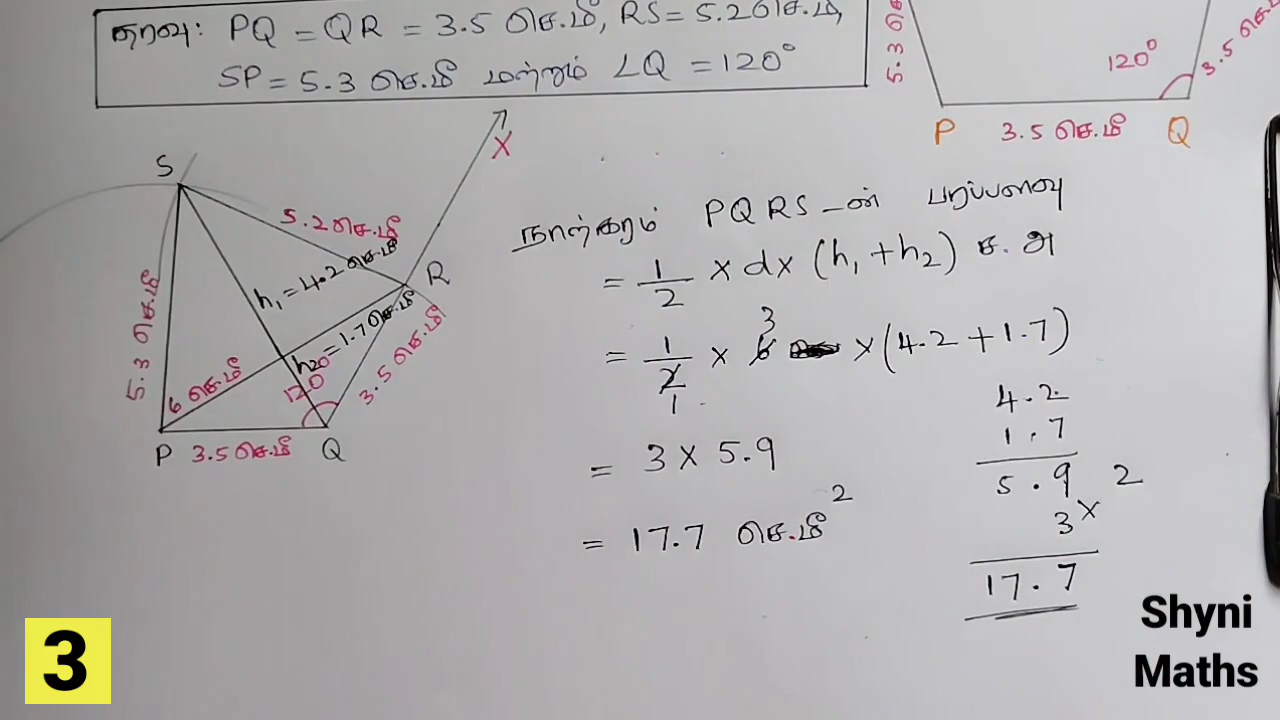 தரவு: PQ = QR = 3.5 செ.மீ, RS = 5.2 செ.மீ,
SP = 5.3 செ.மீ மற்றும் ∠Q = 120°
5.3 செ
120°
3.5 செ.மீ
P 3.5 செ.மீ Q
X
S
5.2 செ.மீ
h₁ = 4.2 செ.மீ
R
5.3 செ.மீ
h₂ = 1.7 செ.மீ
6 செ.மீ
120
3.5 செ.மீ
P 3.5 செ.மீ Q
நாற்கரம் PQRS -ன் பரப்பளவு
= 1/2 × d × (h₁ + h₂) ச. அ
3
= 1/2 × 6 × (4.2 + 1.7)
1
= 3 × 5.9
= 17.7 செ.மீ²
4.2
1.7
5.9 2
3 ×
17.7
3
Shyni
Maths